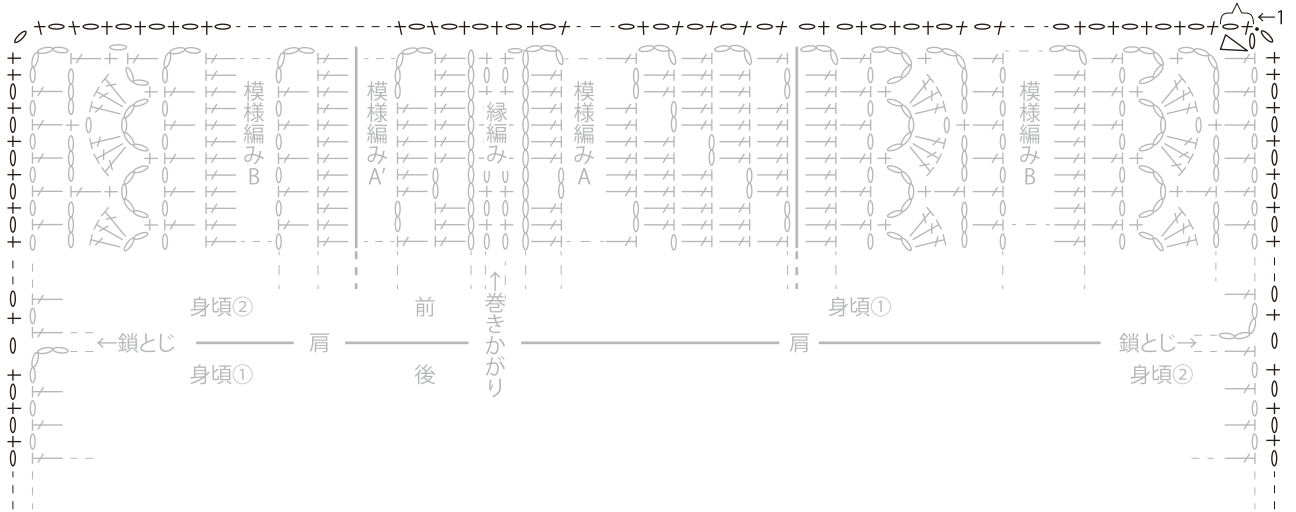 ←1
模様編みB
模様編みA'
縁編み
模様編みA
模様編みB
身頃②
前
↑巻きかがり
身頃①
←鎖とじ
肩
肩
鎖とじ→
身頃①
後
身頃②